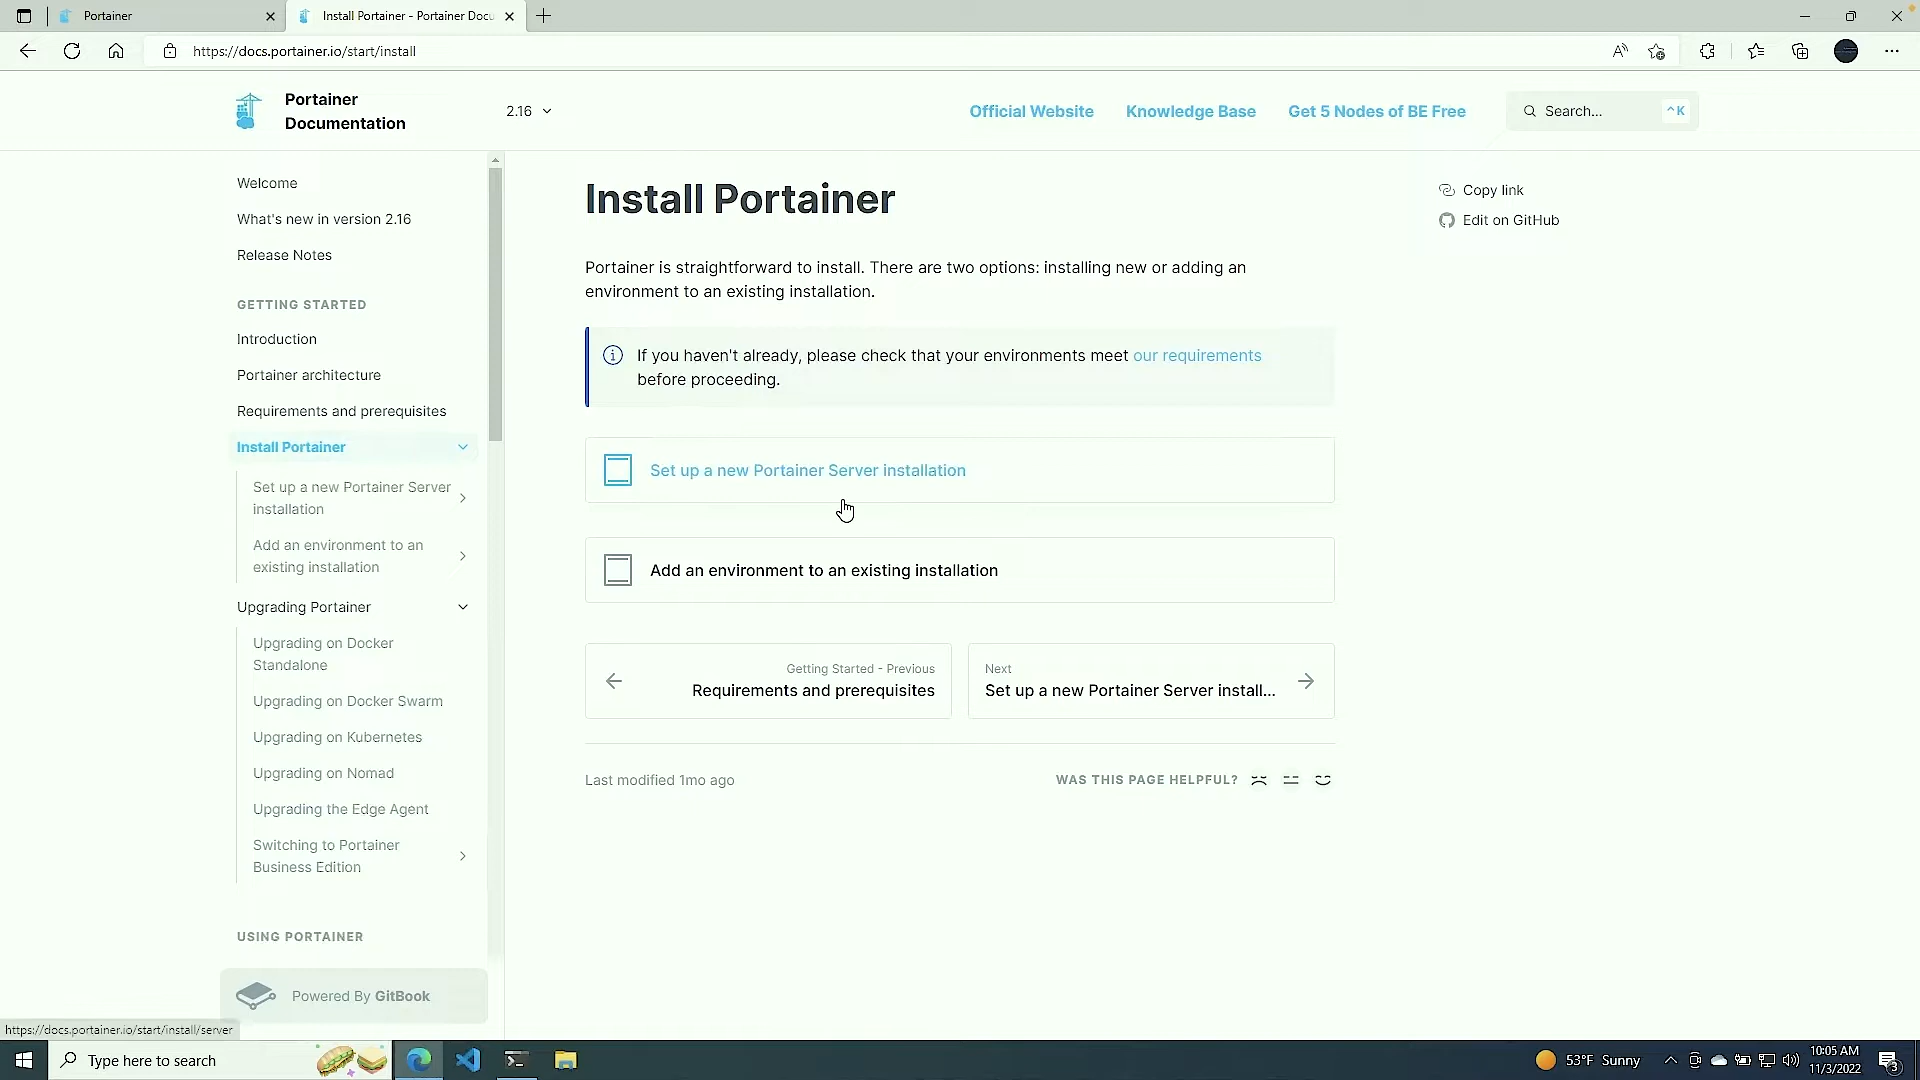 Portainer
Install Portainer - Portainer Docu
https://docs.portainer.io/start/install
Portainer
Documentation
2.16
Official Website
Knowledge Base
Get 5 Nodes of BE Free
Search...
^K
Welcome
What's new in version 2.16
Release Notes
GETTING STARTED
Introduction
Portainer architecture
Requirements and prerequisites
Install Portainer
Set up a new Portainer Server
installation
Add an environment to an
existing installation
Upgrading Portainer
Upgrading on Docker
Standalone
Upgrading on Docker Swarm
Upgrading on Kubernetes
Upgrading on Nomad
Upgrading the Edge Agent
Switching to Portainer
Business Edition
USING PORTAINER
Powered By GitBook
Install Portainer
Portainer is straightforward to install. There are two options: installing new or adding an
environment to an existing installation.
If you haven't already, please check that your environments meet our requirements
before proceeding.
Set up a new Portainer Server installation
Add an environment to an existing installation
Getting Started - Previous
Requirements and prerequisites
Next
Set up a new Portainer Server install...
Last modified 1mo ago
WAS THIS PAGE HELPFUL?
Copy link
Edit on GitHub
https://docs.portainer.io/start/install/server
Type here to search
53°F Sunny
10:05 AM
11/3/2022
3